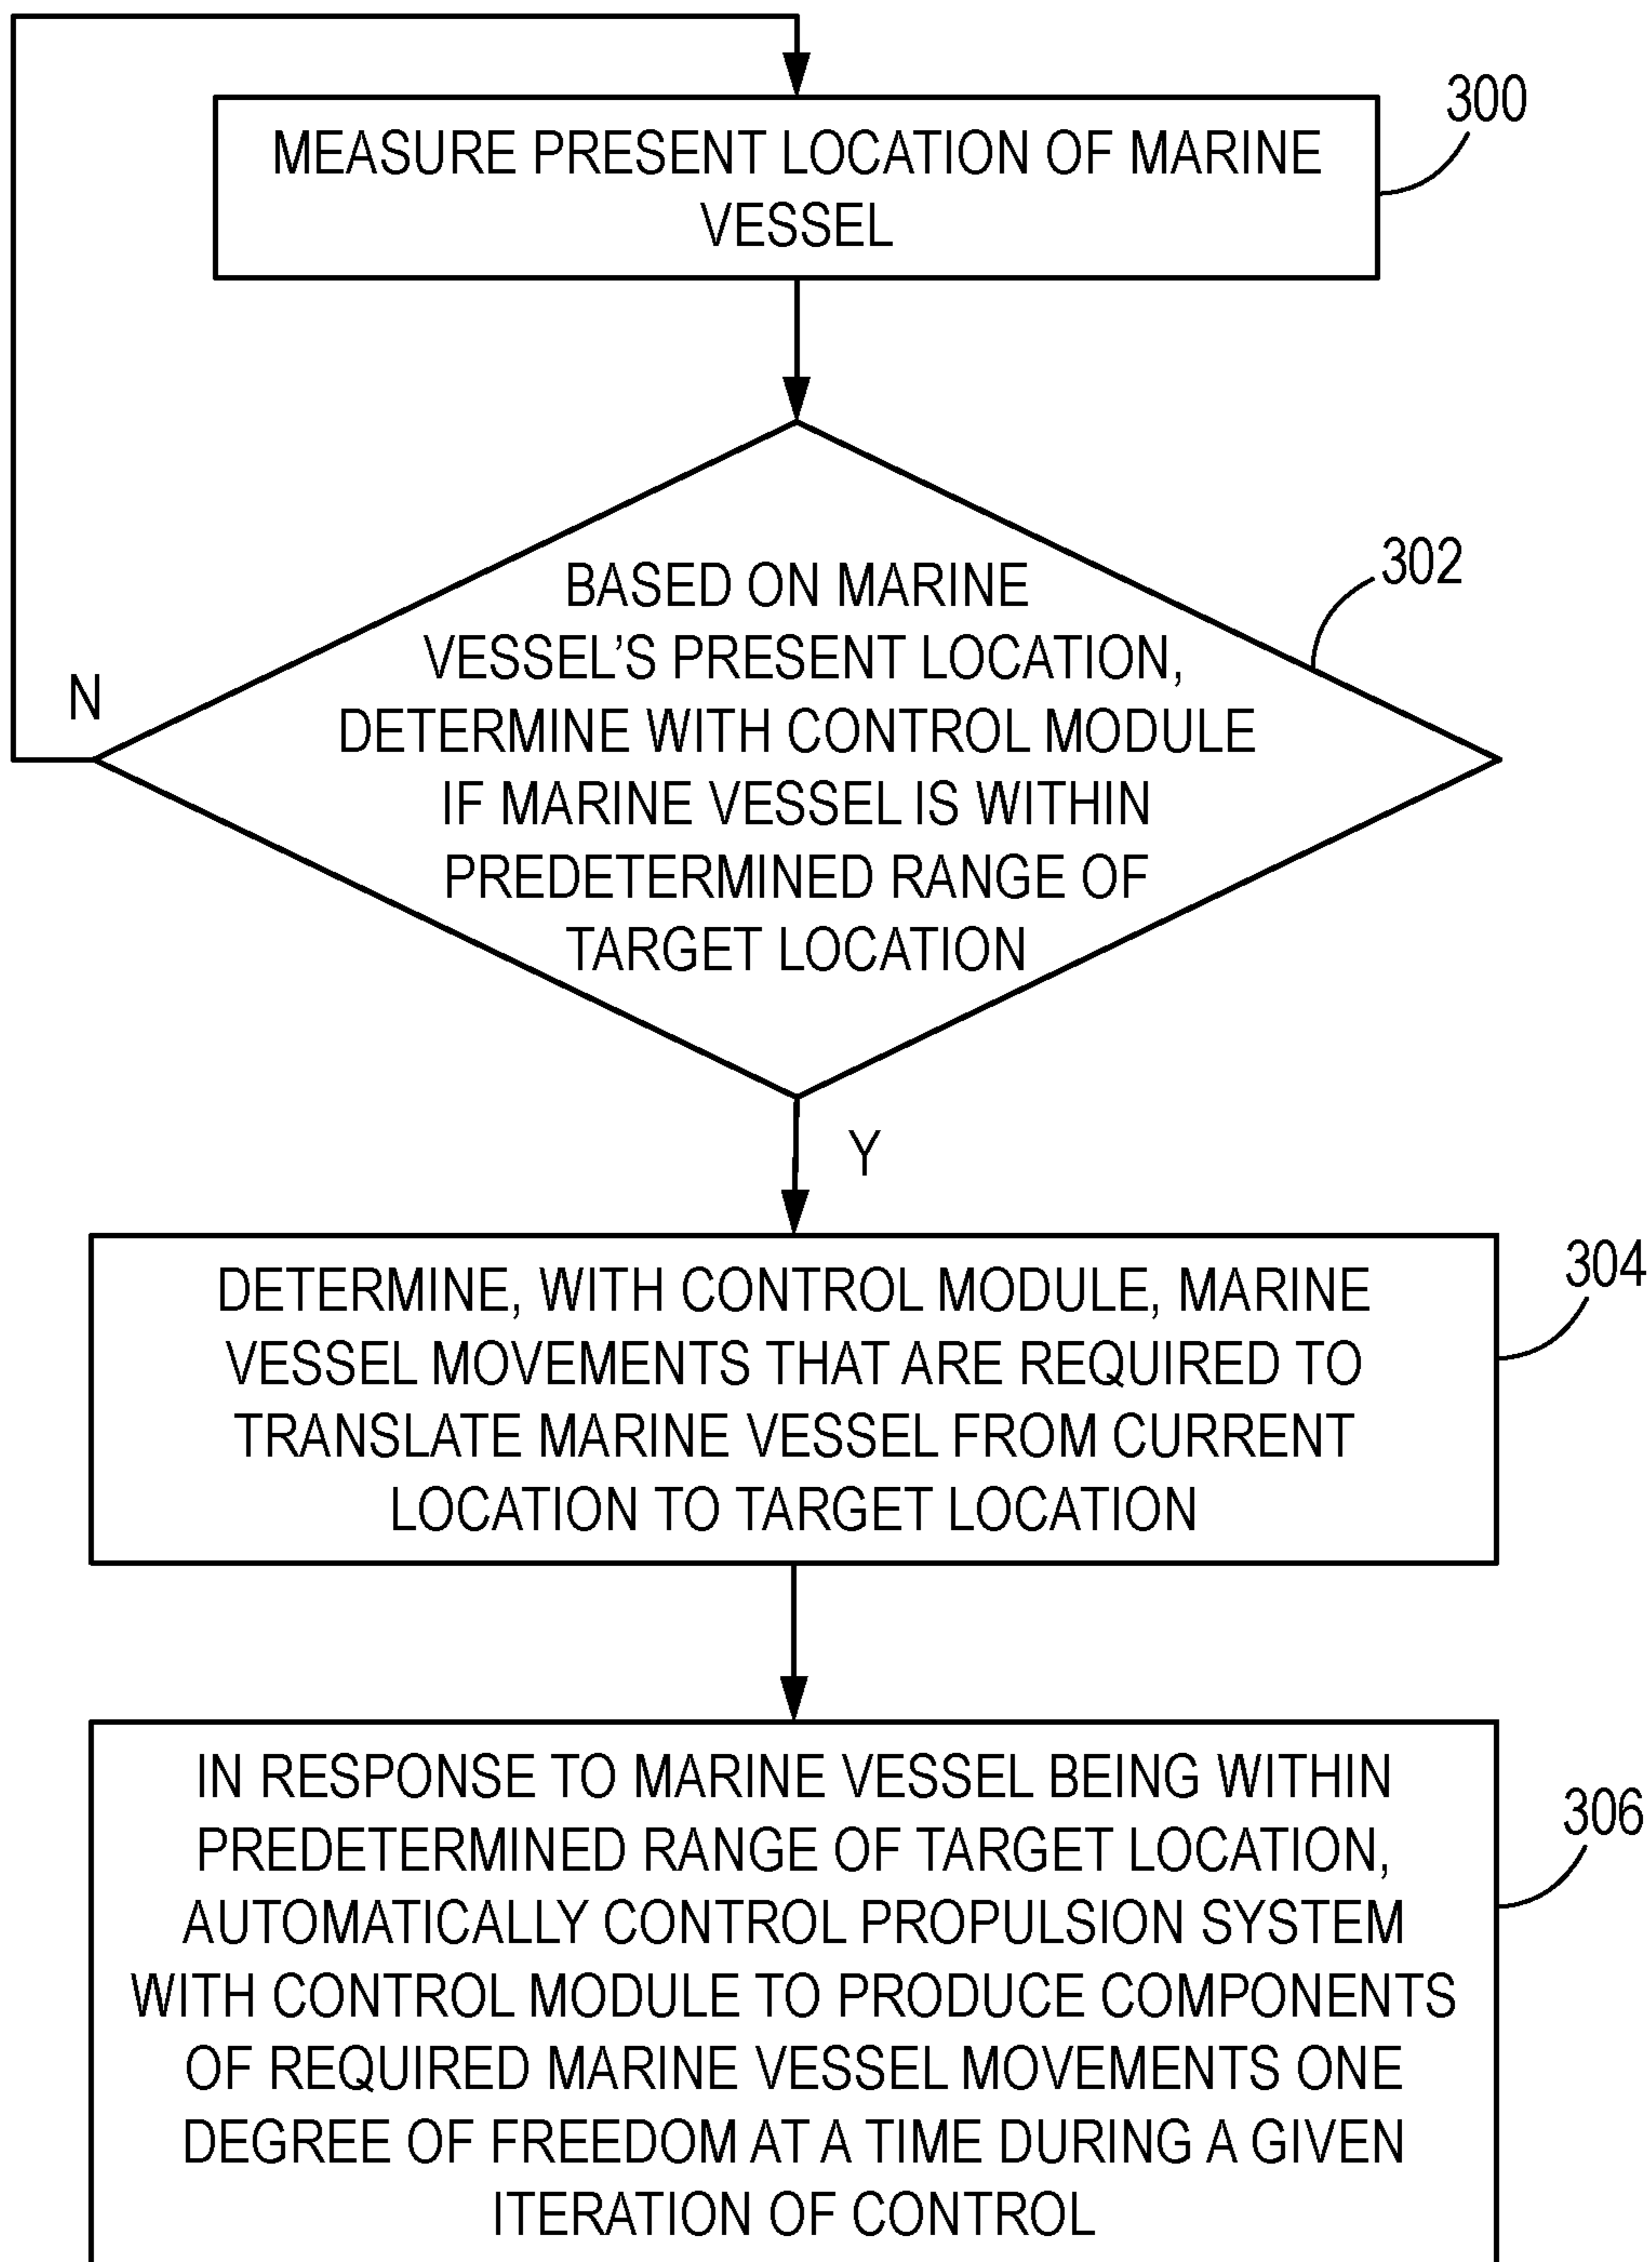 MEASURE PRESENT LOCATION OF MARINE
VESSEL
300
BASED ON MARINE
VESSEL'S PRESENT LOCATION,
DETERMINE WITH CONTROL MODULE
IF MARINE VESSEL IS WITHIN
PREDETERMINED RANGE OF
TARGET LOCATION
302
N
Y
DETERMINE, WITH CONTROL MODULE, MARINE
VESSEL MOVEMENTS THAT ARE REQUIRED TO
TRANSLATE MARINE VESSEL FROM CURRENT
LOCATION TO TARGET LOCATION
304
IN RESPONSE TO MARINE VESSEL BEING WITHIN
PREDETERMINED RANGE OF TARGET LOCATION,
AUTOMATICALLY CONTROL PROPULSION SYSTEM
WITH CONTROL MODULE TO PRODUCE COMPONENTS
OF REQUIRED MARINE VESSEL MOVEMENTS ONE
DEGREE OF FREEDOM AT A TIME DURING A GIVEN
ITERATION OF CONTROL
306